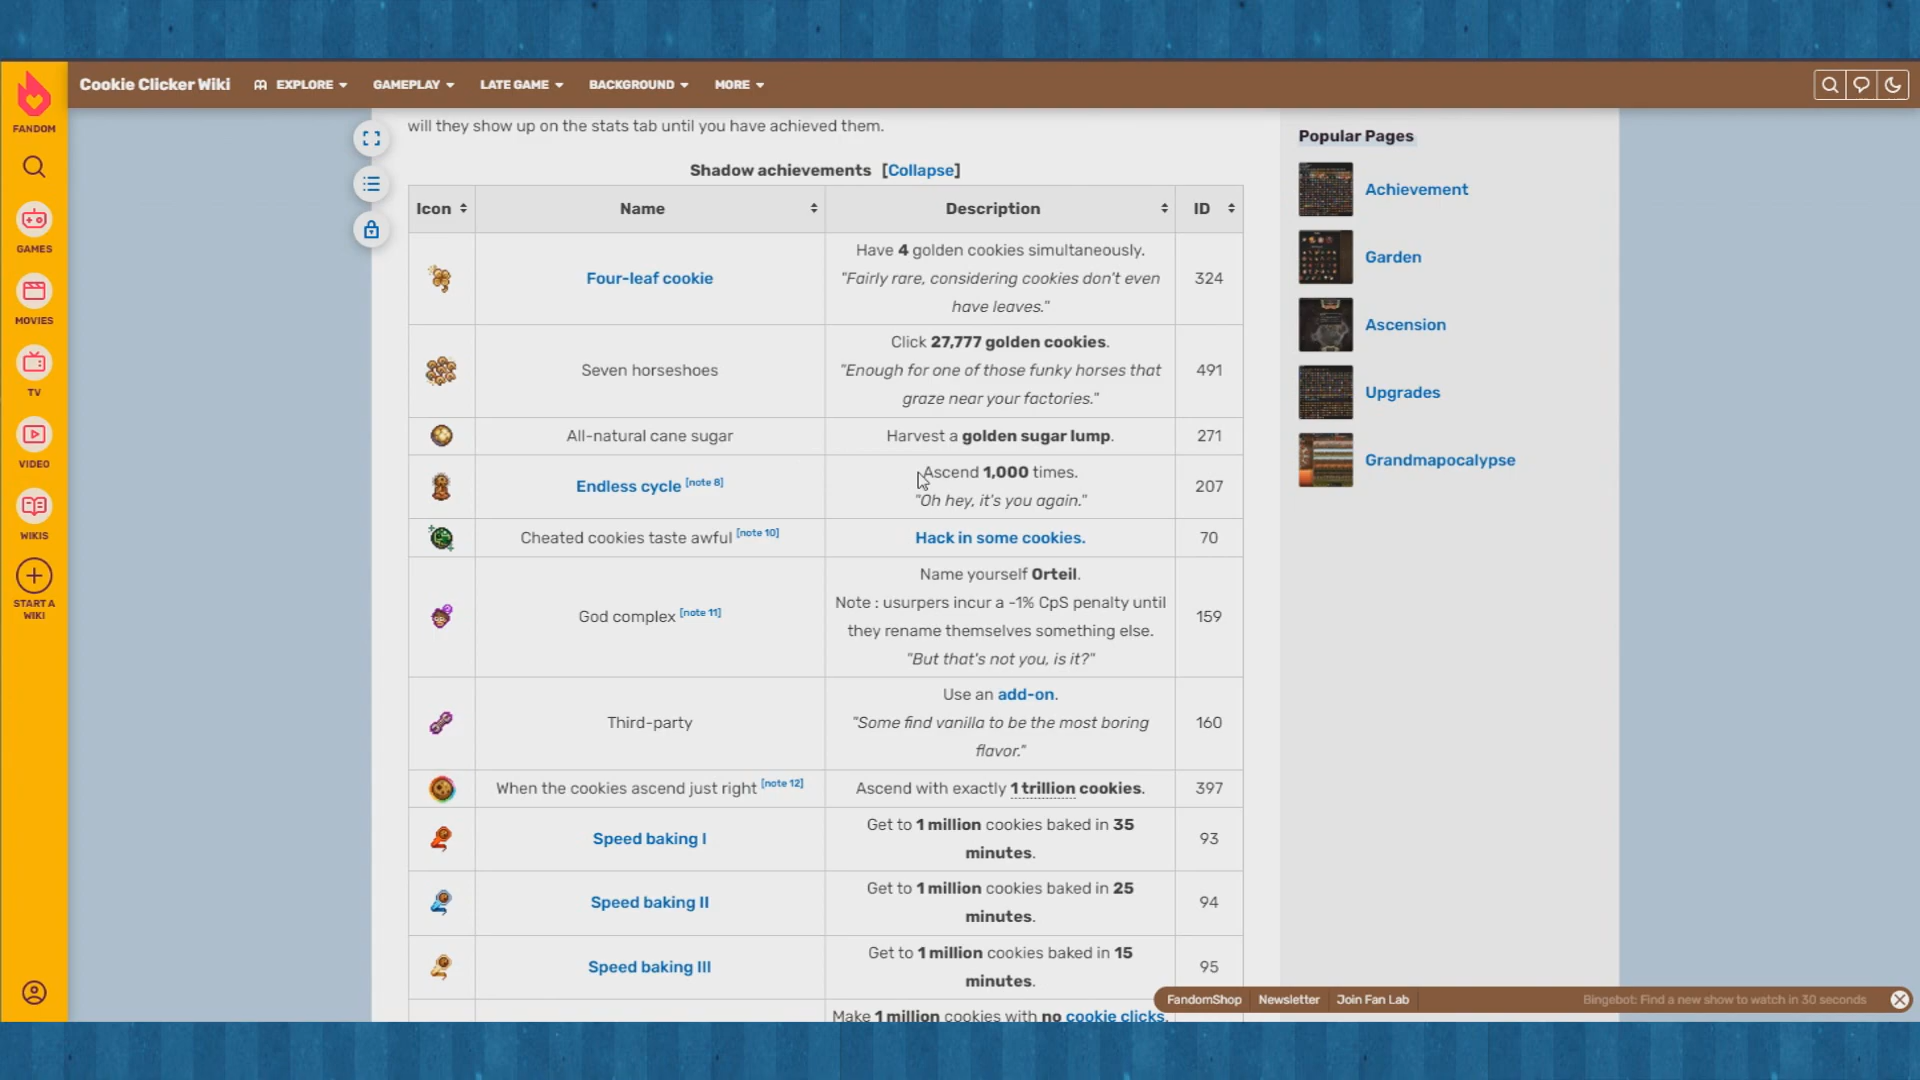 Cookie Clicker Wiki
EXPLORE
GAMEPLAY
LATE GAME
BACKGROUND
MORE
FANDOM
GAMES
MOVIES
TV
VIDEO
WIKIS
START A
WIKI
will they show up on the stats tab until you have achieved them.
Shadow achievements [Collapse]
Icon Name Description ID
Have 4 golden cookies simultaneously.
Four-leaf cookie "Fairly rare, considering cookies don't even 324
have leaves."
Click 27,777 golden cookies.
Seven horseshoes "Enough for one of those funky horses that 491
graze near your factories."
All-natural cane sugar Harvest a golden sugar lump. 271
Ascend 1,000 times.
Endless cycle [note 8] 207
"Oh hey, it's you again."
Cheated cookies taste awful [note 10] Hack in some cookies. 70
Name yourself Orteil.
Note : usurpers incur a -1% CpS penalty until
God complex [note 11] 159
they rename themselves something else.
"But that's not you, is it?"
Use an add-on.
Third-party "Some find vanilla to be the most boring 160
flavor."
When the cookies ascend just right [note 12] Ascend with exactly 1 trillion cookies. 397
Get to 1 million cookies baked in 35
Speed baking I 93
minutes.
Get to 1 million cookies baked in 25
Speed baking II 94
minutes.
Get to 1 million cookies baked in 15
Speed baking III 95
minutes.
Make 1 million cookies with no cookie clicks.
Popular Pages
Achievement
Garden
Ascension
Upgrades
Grandmapocalypse
FandomShop
Newsletter
Join Fan Lab
Bingebot: Find a new show to watch in 30 seconds